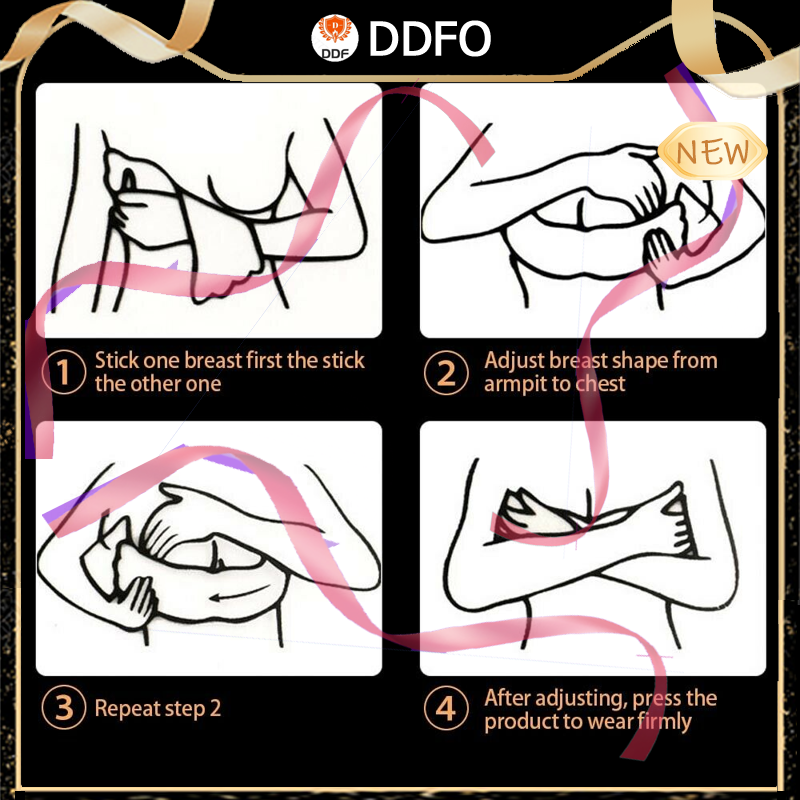 DDF
DDFO
NEW
1
Stick one breast first the stick
the other one
2
Adjust breast shape from
armpit to chest
3
Repeat step 2
4
After adjusting, press the
product to wear firmly